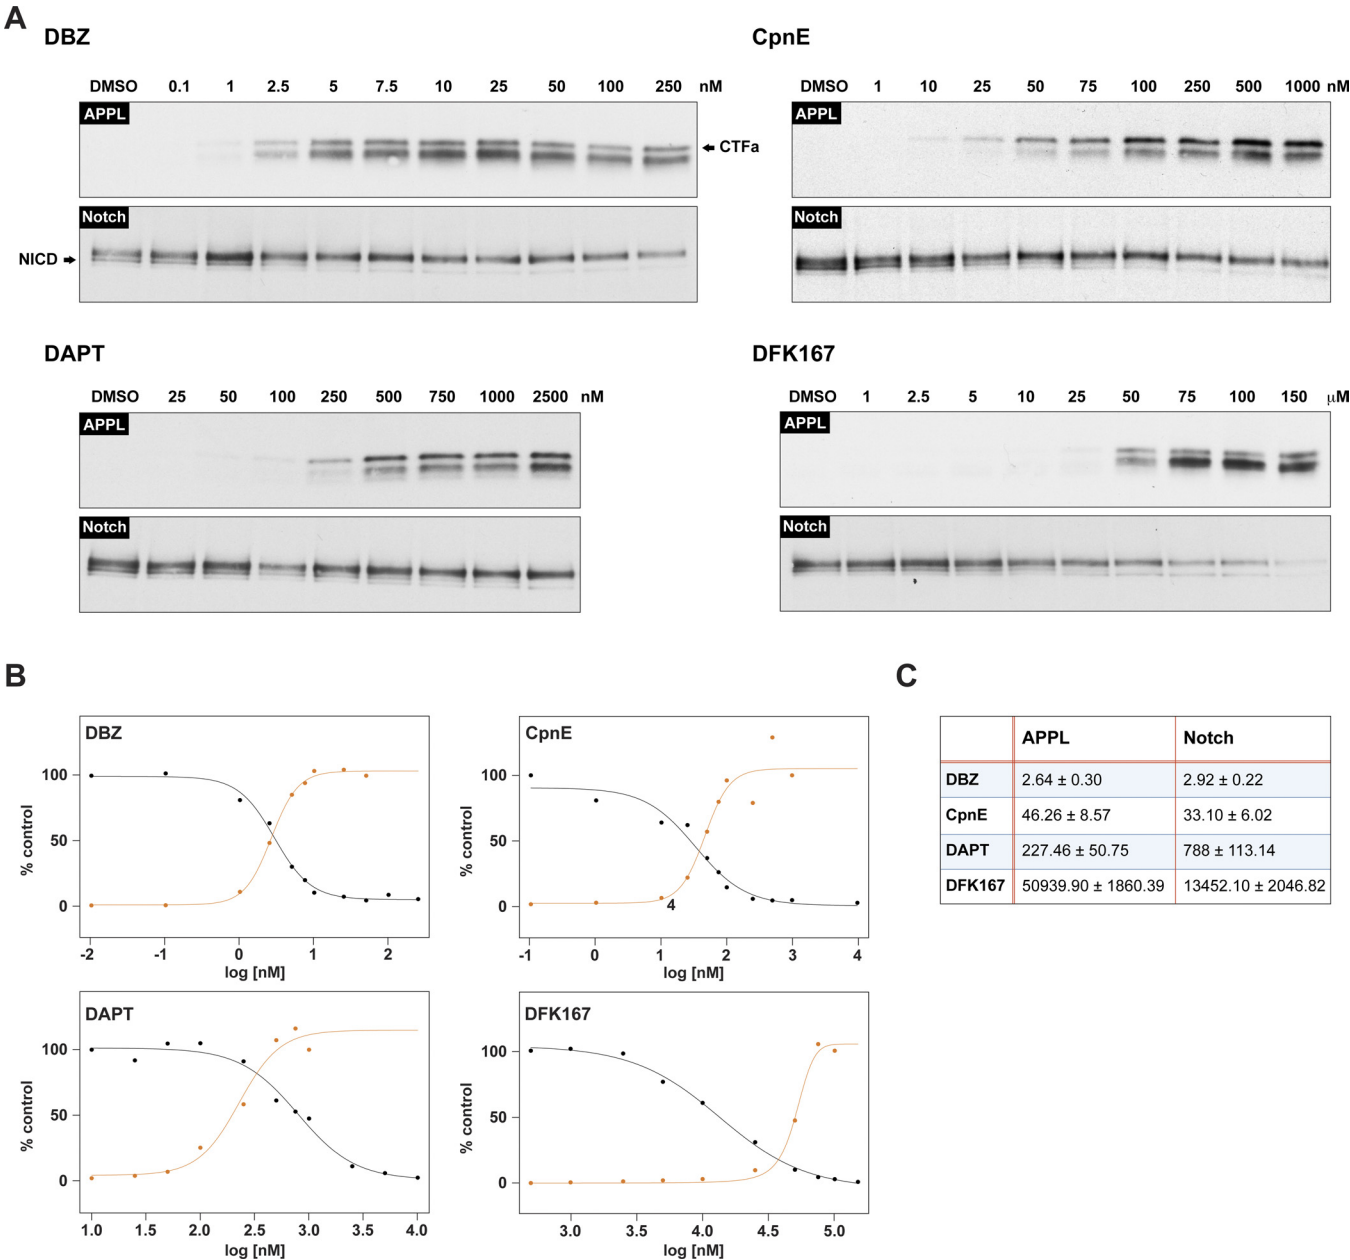 A
DBZ
DMSO 0.1 1 2.5 5 7.5 10 25 50 100 250 nM
APPL
CTFa
Notch
NICD
CpnE
DMSO 1 10 25 50 75 100 250 500 1000 nM
APPL
Notch
DAPT
DMSO 25 50 100 250 500 750 1000 2500 nM
APPL
Notch
DFK167
DMSO 1 2.5 5 10 25 50 75 100 150 μM
APPL
Notch
B
DBZ
% control
100
50
0
-2 -1 0 1 2
log [nM]
CpnE
% control
100
50
0
4
-1 0 1 2 3 4
log [nM]
DAPT
% control
100
50
0
1.0 1.5 2.0 2.5 3.0 3.5 4.0
log [nM]
DFK167
% control
100
50
0
3.0 3.5 4.0 4.5 5.0
log [nM]
C
APPL Notch
DBZ 2.64 ± 0.30 2.92 ± 0.22
CpnE 46.26 ± 8.57 33.10 ± 6.02
DAPT 227.46 ± 50.75 788 ± 113.14
DFK167 50939.90 ± 1860.39 13452.10 ± 2046.82